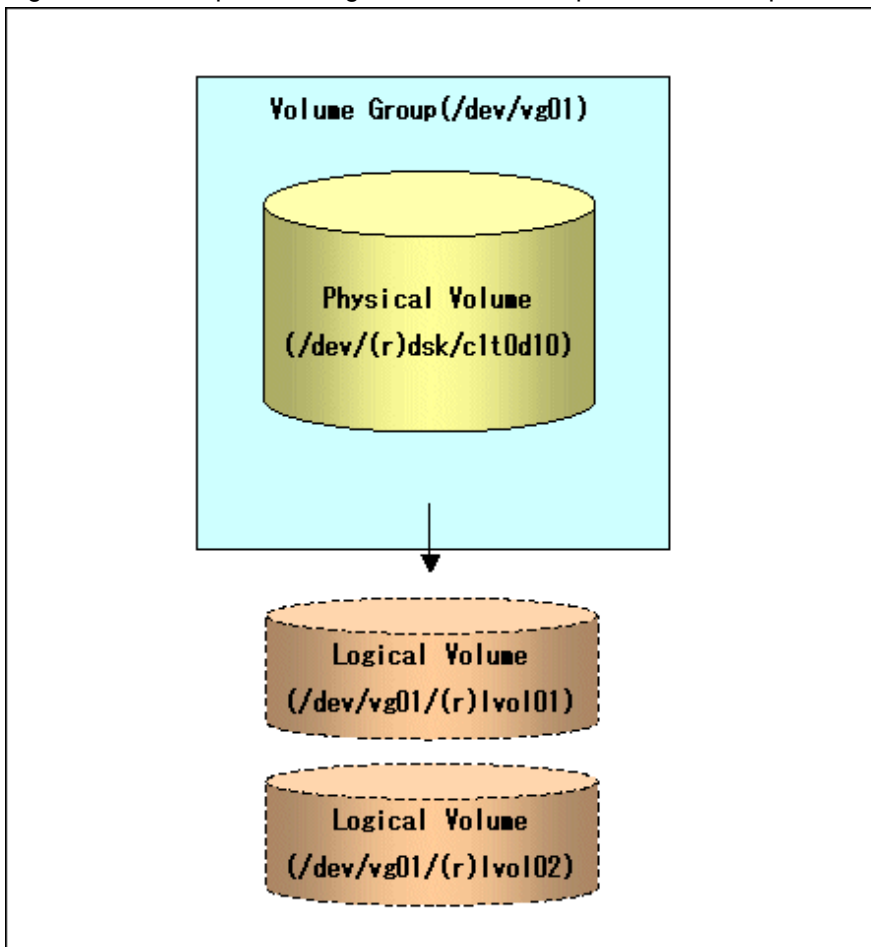 Volume Group(/dev/vg01)
Physical Volume
(/dev/(r)dsk/c1t0d10)
Logical Volume
(/dev/vg01/(r)lvol01)
Logical Volume
(/dev/vg01/(r)lvol02)